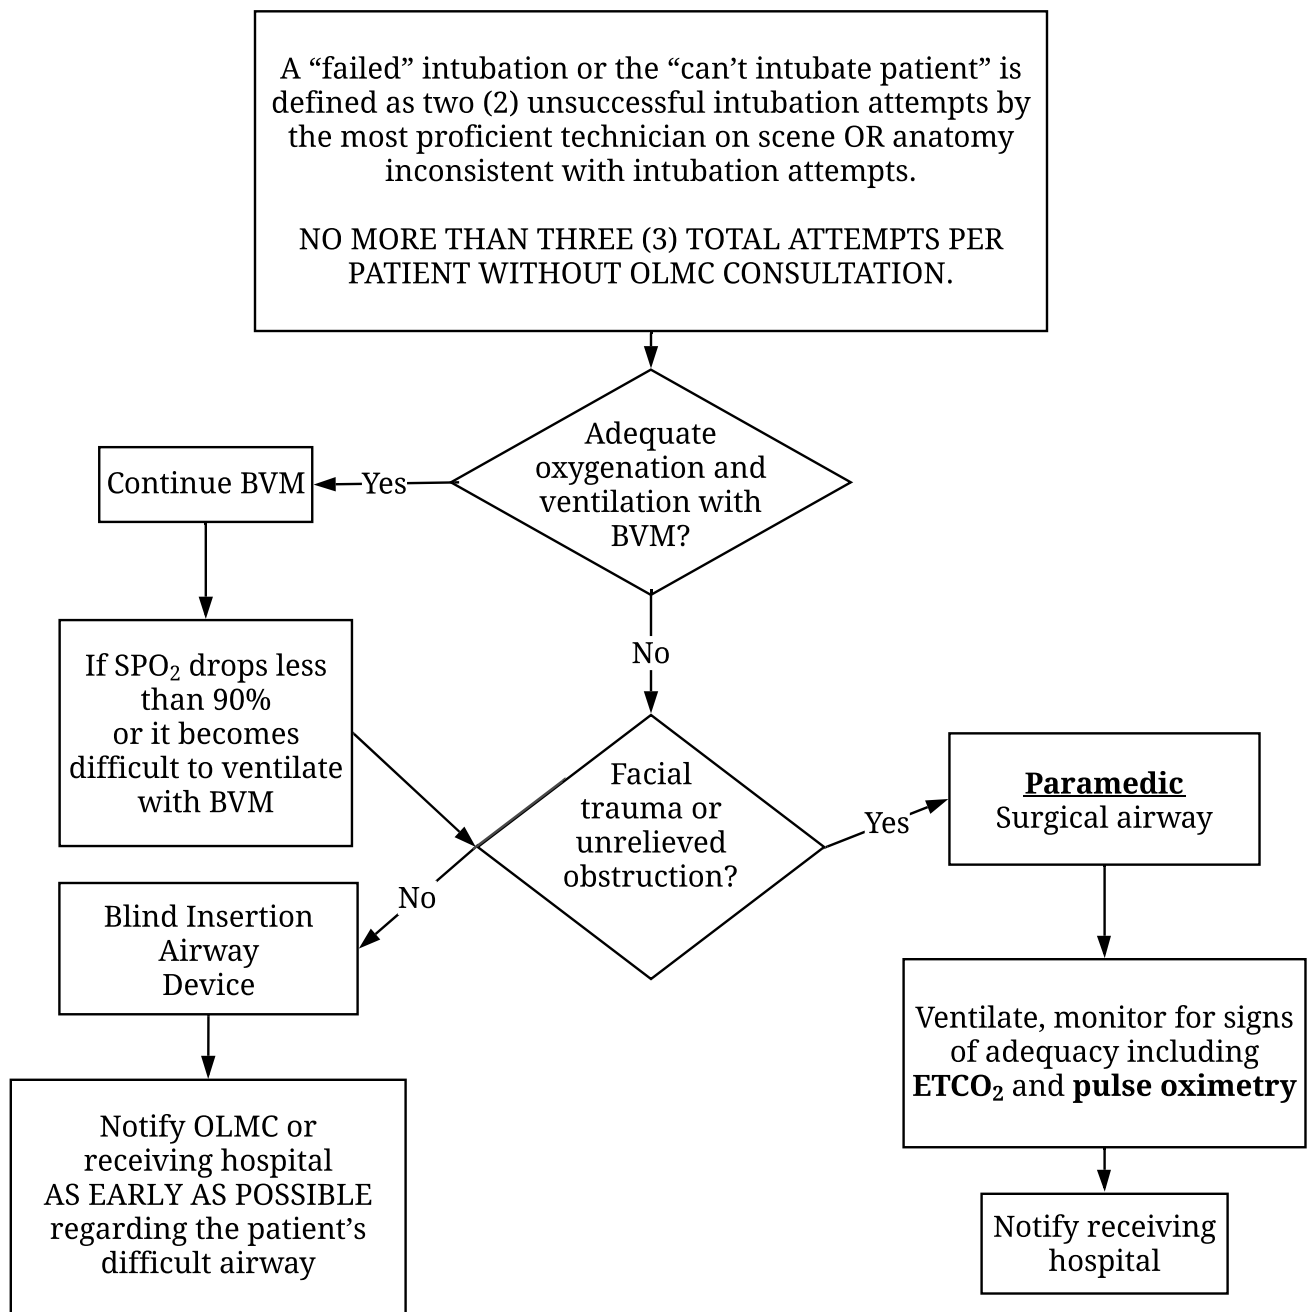 A “failed” intubation or the “can’t intubate patient” is
defined as two (2) unsuccessful intubation attempts by
the most proficient technician on scene OR anatomy
inconsistent with intubation attempts.
NO MORE THAN THREE (3) TOTAL ATTEMPTS PER
PATIENT WITHOUT OLMC CONSULTATION.
Adequate
oxygenation and
ventilation with
BVM?
Yes
Continue BVM
No
If SPO₂ drops less
than 90%
or it becomes
difficult to ventilate
with BVM
Facial
trauma or
unrelieved
obstruction?
Yes
Paramedic
Surgical airway
No
Blind Insertion
Airway
Device
Ventilate, monitor for signs
of adequacy including
ETCO₂ and pulse oximetry
Notify OLMC or
receiving hospital
AS EARLY AS POSSIBLE
regarding the patient’s
difficult airway
Notify receiving
hospital